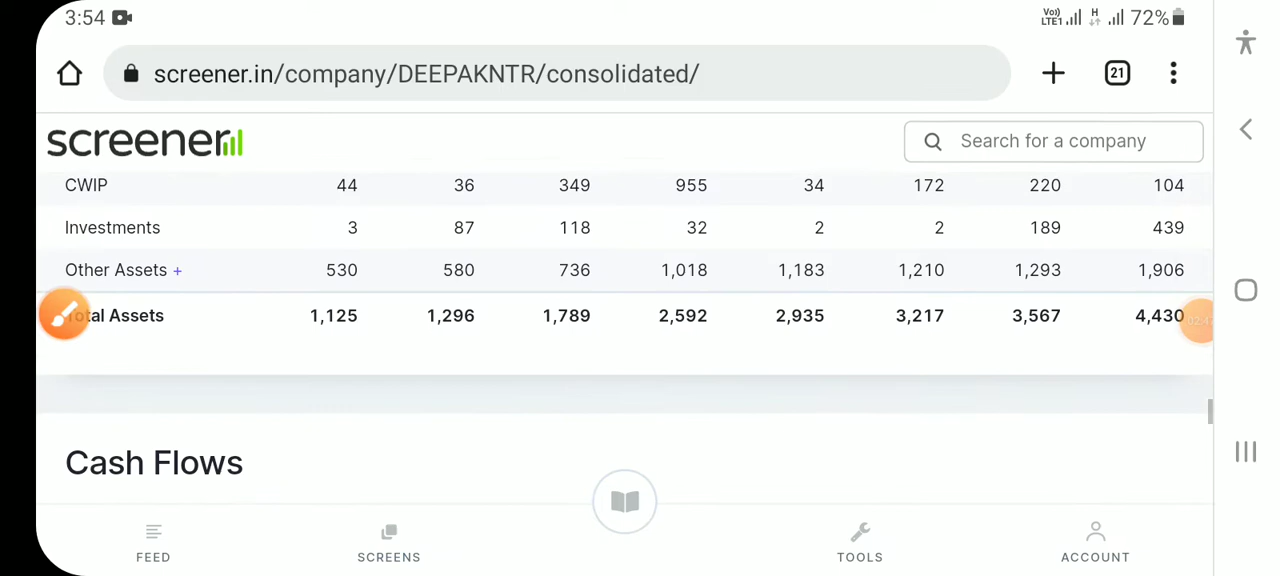 3:54 Vo) LTE1 H 72%
screener.in/company/DEEPAKNTR/consolidated/ 21
screener Search for a company
CWIP 44 36 349 955 34 172 220 104
Investments 3 87 118 32 2 2 189 439
Other Assets + 530 580 736 1,018 1,183 1,210 1,293 1,906
otal Assets 1,125 1,296 1,789 2,592 2,935 3,217 3,567 4,430
Cash Flows
FEED SCREENS TOOLS ACCOUNT